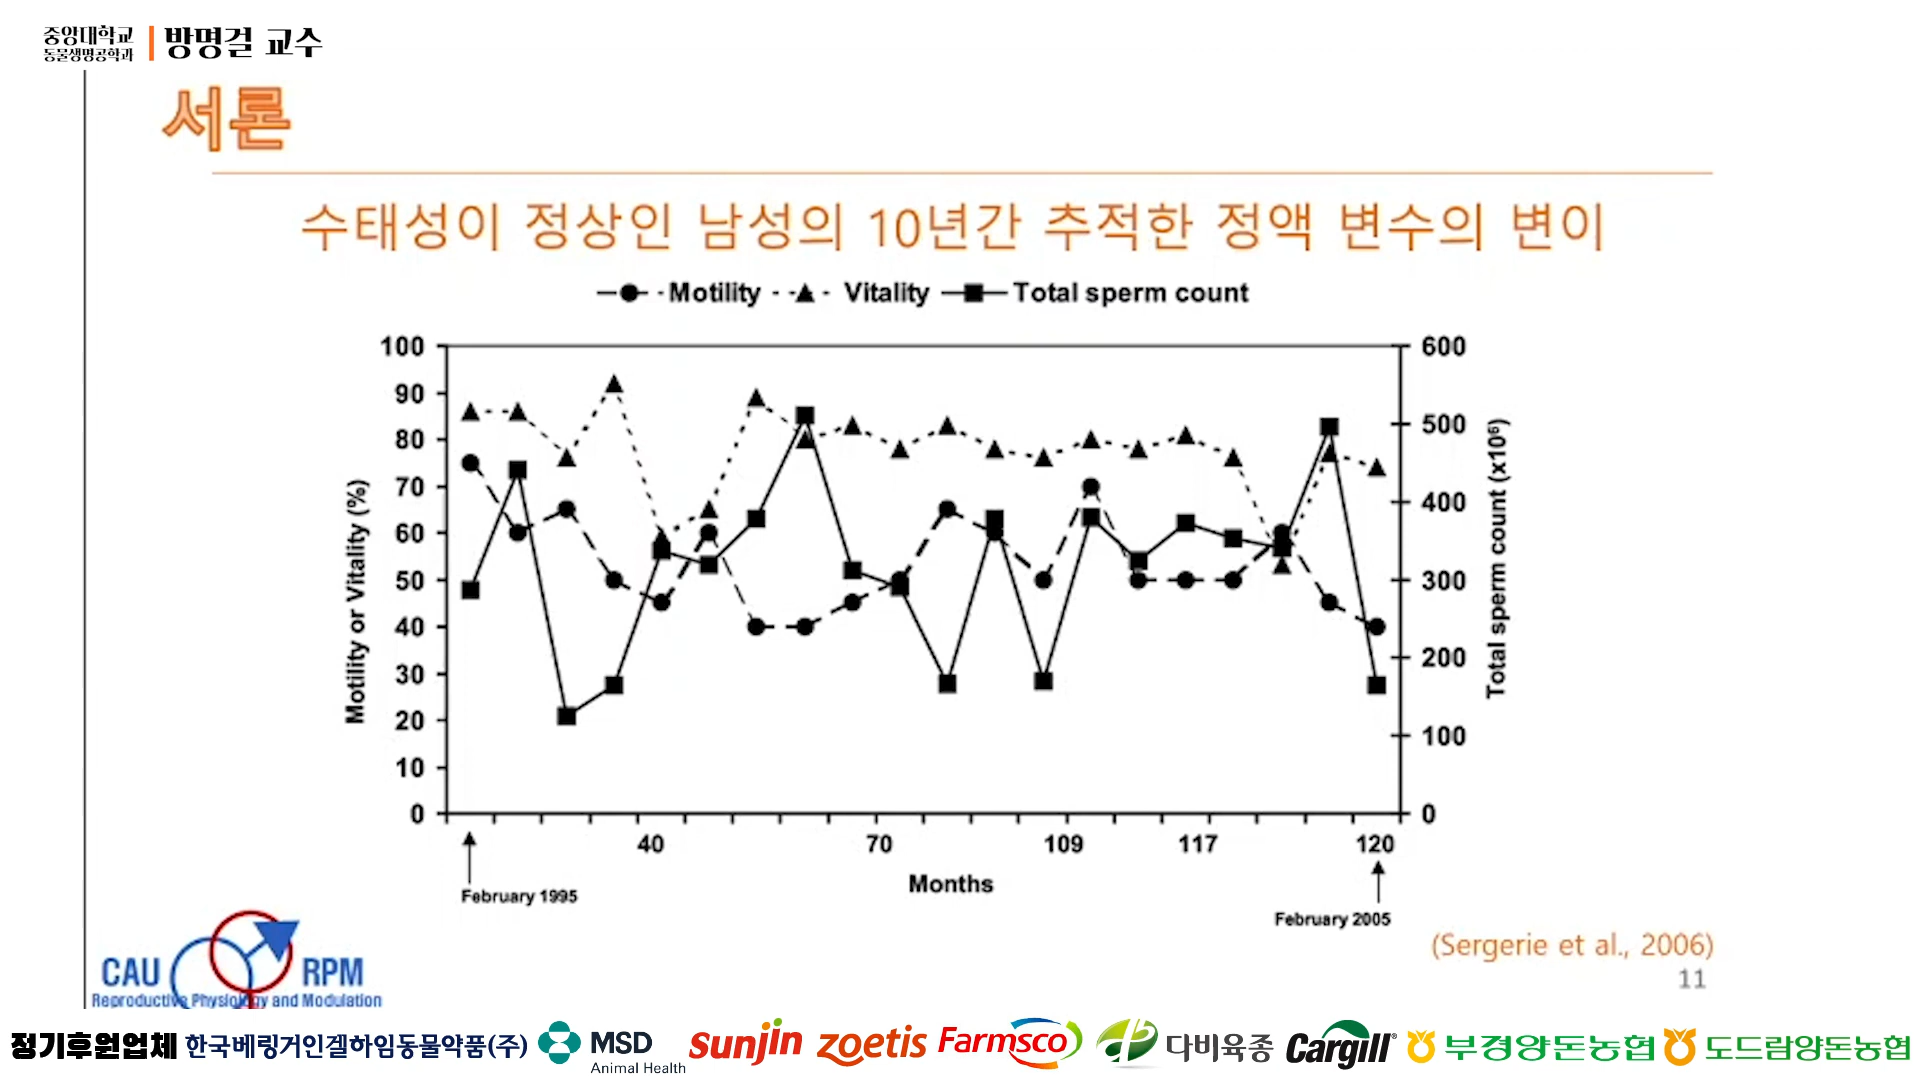 중앙대학교
동물생명공학과
방명걸 교수
서론
수태성이 정상인 남성의 10년간 추적한 정액 변수의 변이
Motility Vitality Total sperm count
100
90
80
70
60
50
40
30
20
10
0
Motility or Vitality (%)
600
500
400
300
200
100
0
Total sperm count (x10⁶)
40 70 109 117 120
Months
February 1995
February 2005
(Sergerie et al., 2006)
11
CAU RPM
Reproductive Physiology and Modulation
정기후원업체 한국베링거인겔하임동물약품(주) MSD Animal Health sunjin zoetis Farmsco 다비육종 Cargill® 부경양돈농협 도드람양돈농협